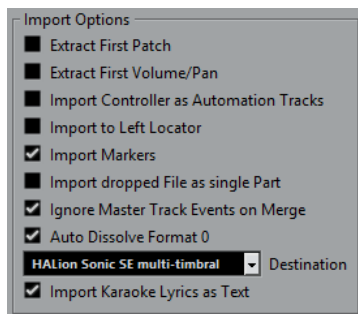 Import Options
Extract First Patch
Extract First Volume/Pan
Import Controller as Automation Tracks
Import to Left Locator
Import Markers
Import dropped File as single Part
Ignore Master Track Events on Merge
Auto Dissolve Format 0
HALion Sonic SE multi-timbral Destination
Import Karaoke Lyrics as Text